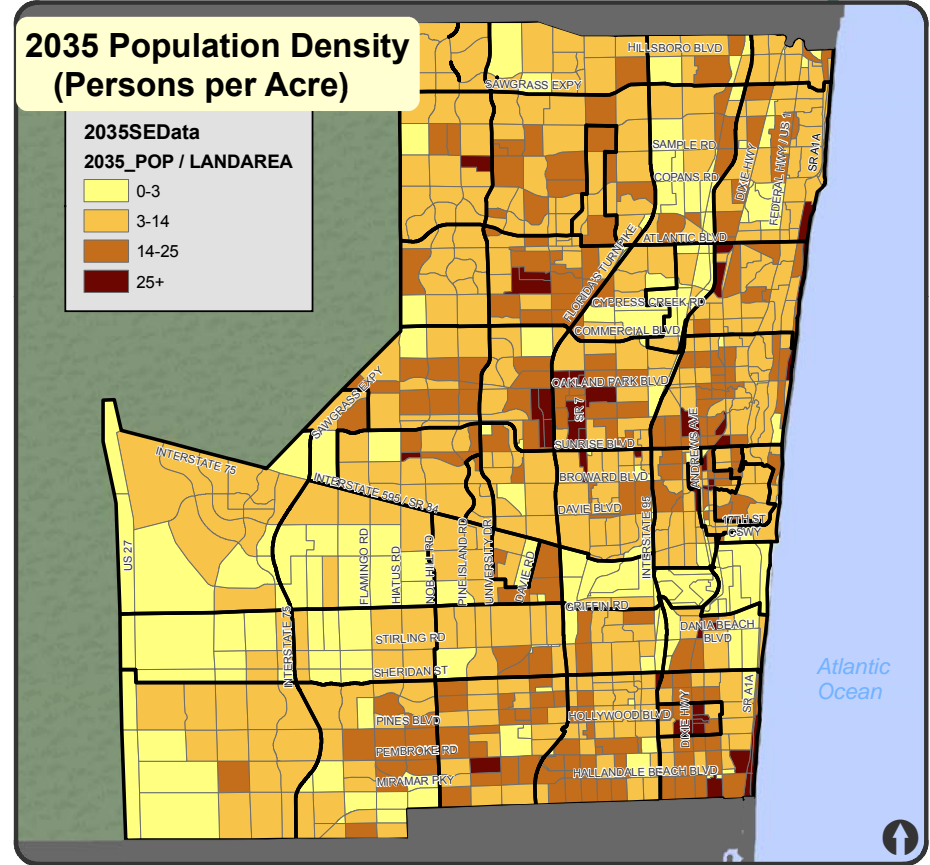 2035 Population Density
(Persons per Acre)
2035SEData
2035_POP / LANDAREA
0-3
3-14
14-25
25+
HILLSBORO BLVD
SAWGRASS EXPY
SAMPLE RD
COPANS RD
DIXIE HWY
FEDERAL HWY / US 1
SR A1A
ATLANTIC BLVD
FLORIDA'S TURNPIKE
CYPRESS CREEK RD
COMMERCIAL BLVD
OAKLAND PARK BLVD
SAWGRASS EXPY
SR 7
SUNRISE BLVD
ANDREWS AVE
INTERSTATE 75
INTERSTATE 595 / SR 84
BROWARD BLVD
DAVIE BLVD
INTERSTATE 95
17TH ST
CSWY
US 27
FLAMINGO RD
HIATUS RD
NOB HILL RD
PINE ISLAND RD
UNIVERSITY DR
DAVIE RD
GRIFFIN RD
DANIA BEACH
BLVD
STIRLING RD
INTERSTATE 75
SHERIDAN ST
SR A1A
Atlantic
Ocean
PINES BLVD
HOLLYWOOD BLVD
DIXIE HWY
PEMBROKE RD
MIRAMAR PKY
HALLANDALE BEACH BLVD